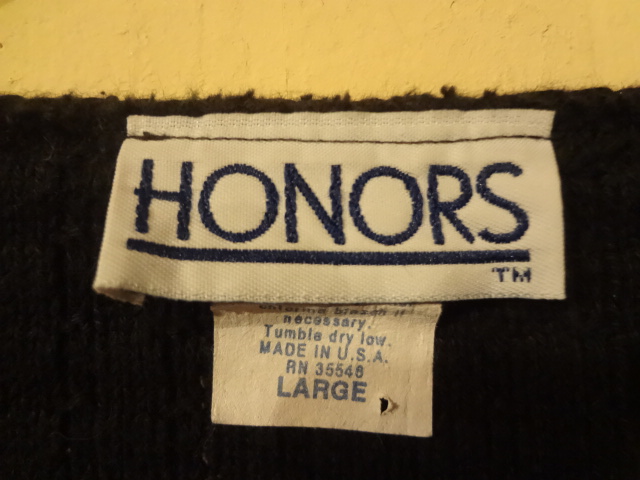 HONORS
TM
necessary.
Tumble dry low.
MADE IN U.S.A.
RN 35546
LARGE